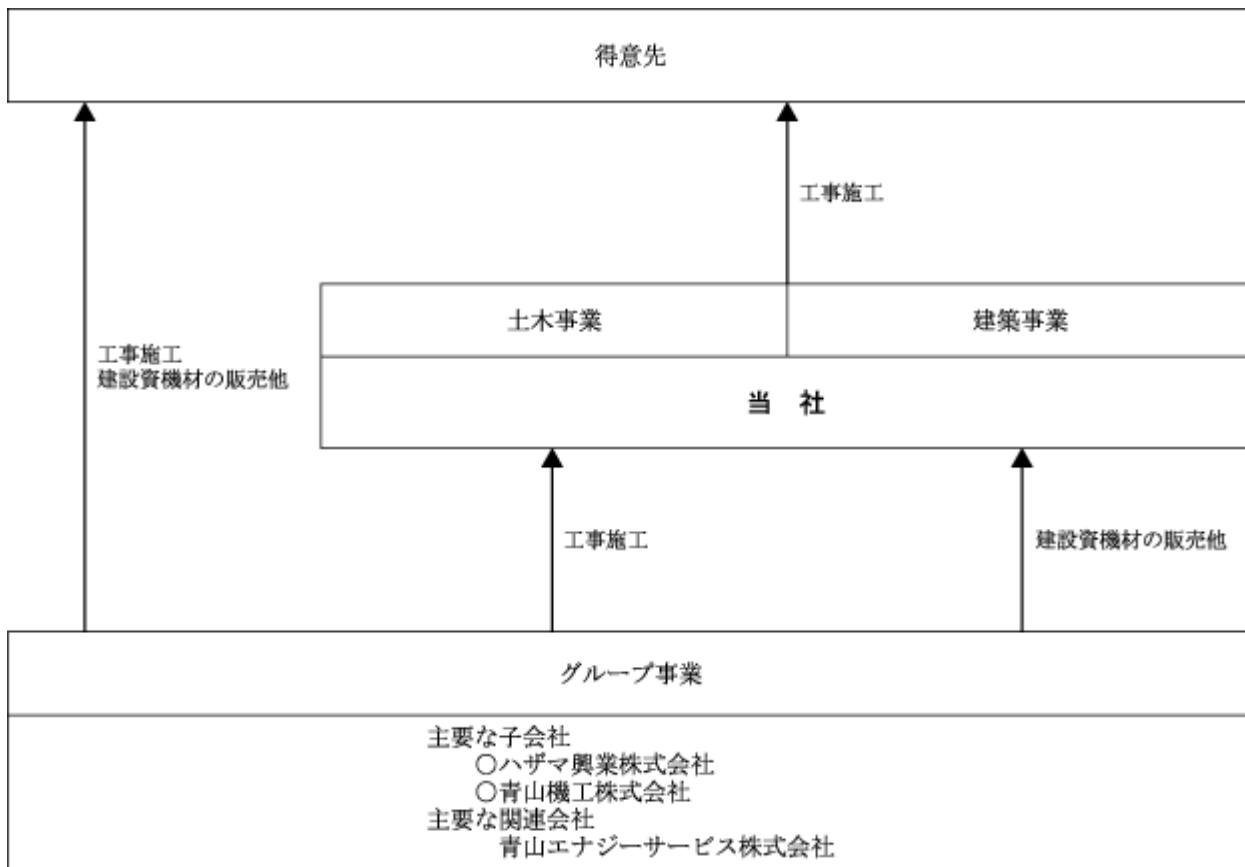 得意先
工事施工
土木事業
建築事業
工事施工
建設資機材の販売他
当　社
工事施工
建設資機材の販売他
グループ事業
主要な子会社
○ハザマ興業株式会社
○青山機工株式会社
主要な関連会社
青山エナジーサービス株式会社